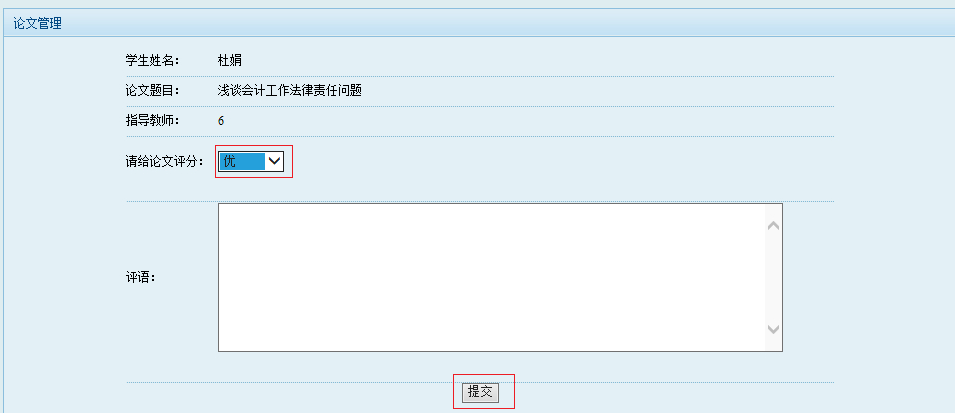 论文管理
学生姓名： 杜娟
论文题目： 浅谈会计工作法律责任问题
指导教师： 6
请给论文评分： 优
评语：
提交